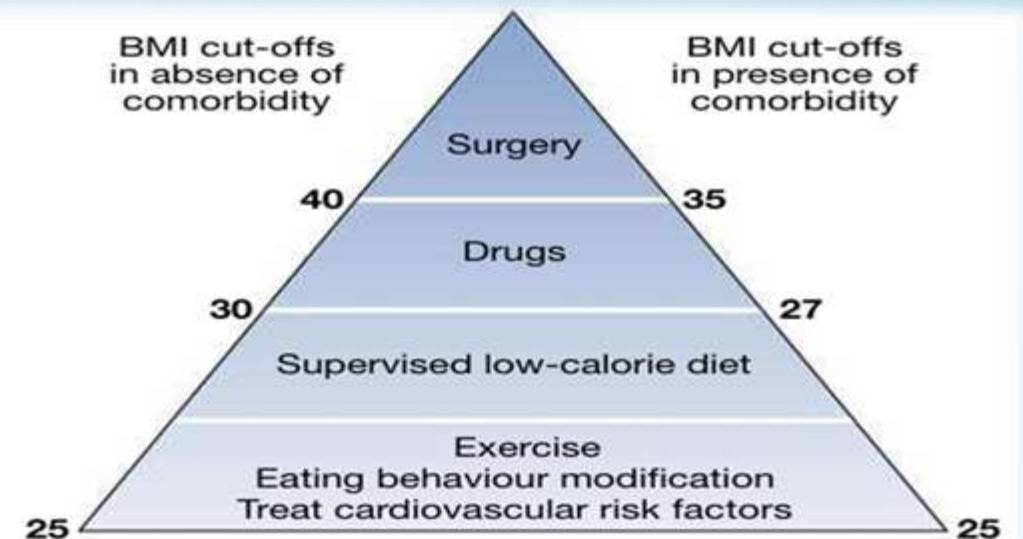 BMI cut-offs
in absence of
comorbidity
BMI cut-offs
in presence of
comorbidity
Surgery
40
35
Drugs
30
27
Supervised low-calorie diet
Exercise
Eating behaviour modification
Treat cardiovascular risk factors
25
25